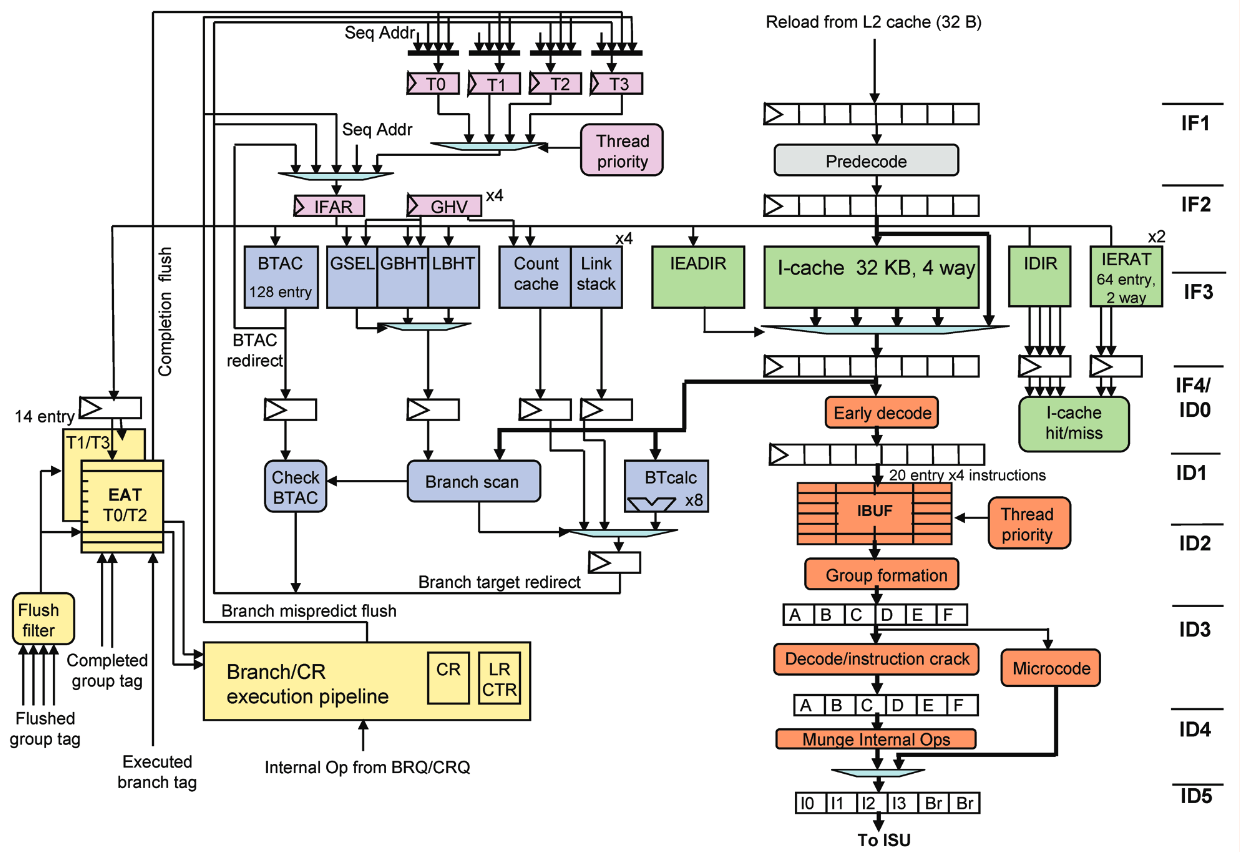 Seq Addr
Reload from L2 cache (32 B)
T0
T1
T2
T3
IF1
Seq Addr
Thread
priority
Predecode
IFAR
GHV
x4
IF2
Completion flush
BTAC
128 entry
GSEL
GBHT
LBHT
Count
cache
Link
stack
x4
IEADIR
I-cache 32 KB, 4 way
IDIR
IERAT
64 entry,
2 way
x2
IF3
BTAC
redirect
IF4/
ID0
14 entry
Early decode
I-cache
hit/miss
T1/T3
EAT
T0/T2
Check
BTAC
Branch scan
BTcalc
x8
ID1
20 entry x4 instructions
IBUF
Thread
priority
ID2
Branch target redirect
Group formation
Flush
filter
Branch mispredict flush
A B C D E F
ID3
Completed
group tag
Branch/CR
execution pipeline
CR
LR
CTR
Decode/instruction crack
Microcode
Flushed
group tag
A B C D E F
ID4
Munge Internal Ops
Executed
branch tag
Internal Op from BRQ/CRQ
I0 I1 I2 I3 Br Br
ID5
To ISU